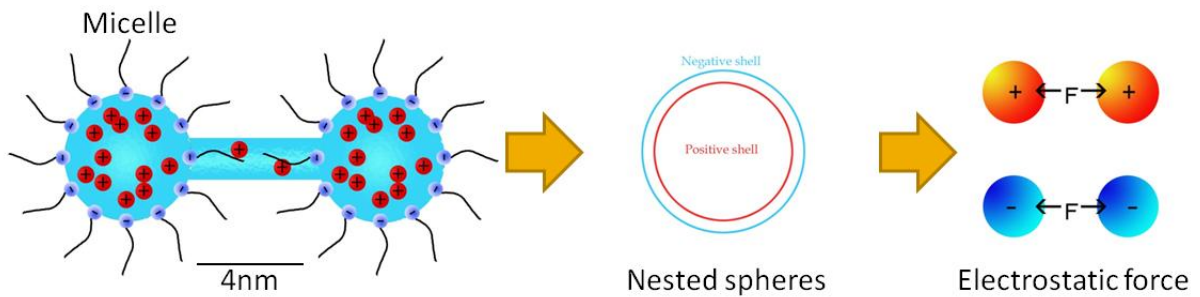 Micelle
4nm
Negative shell
Positive shell
Nested spheres
+ F +
- F -
Electrostatic force